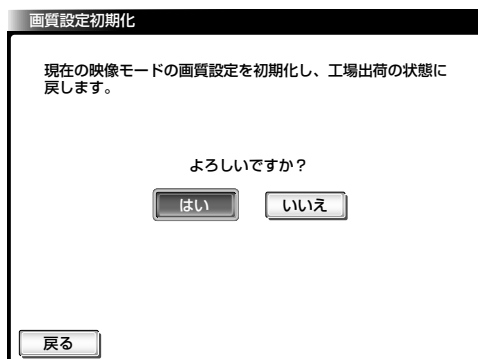 画質設定初期化
現在の映像モードの画質設定を初期化し、工場出荷の状態に
戻します。
よろしいですか？
はい いいえ
戻る